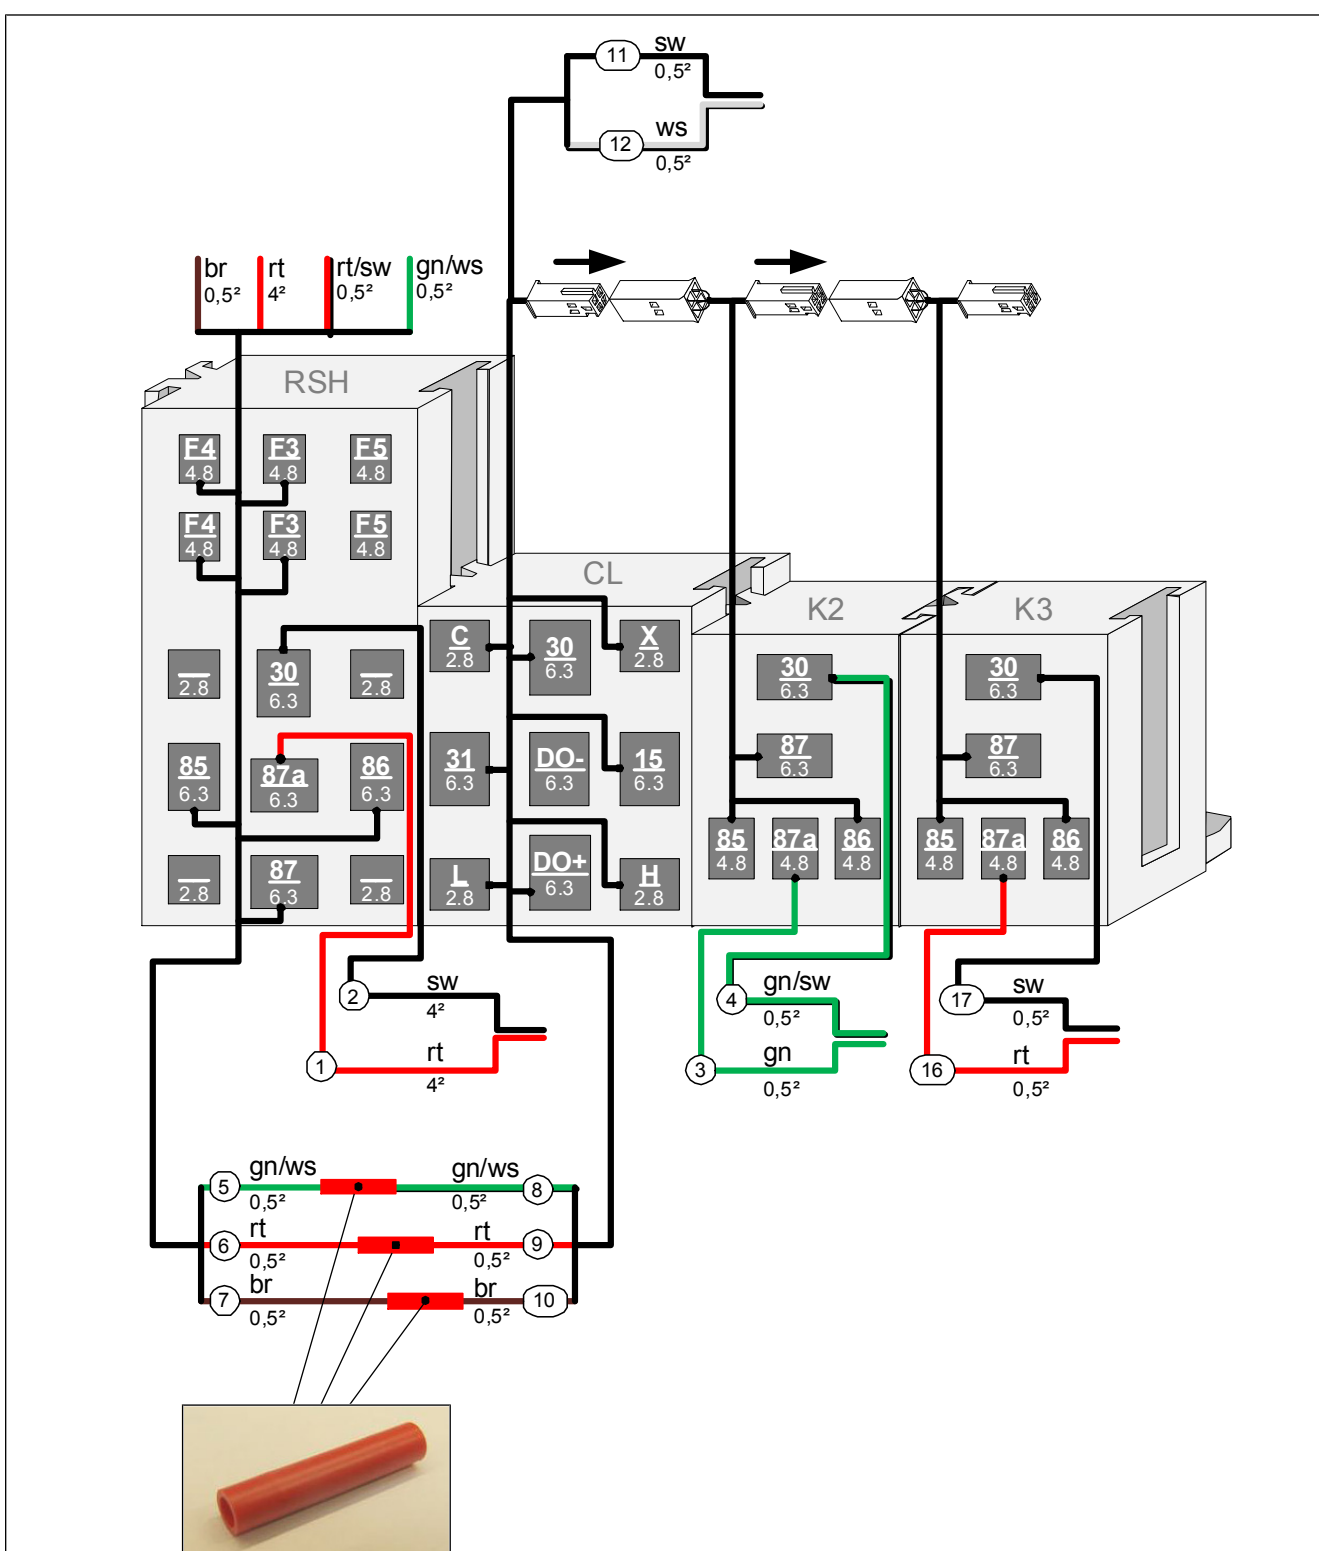 11 sw
0,5²
12 ws
0,5²
br rt rt/sw gn/ws
0,5² 4² 0,5² 0,5²
RSH
F4 F3 F5
4.8 4.8 4.8
F4 F3 F5
4.8 4.8 4.8
CL
K2 K3
C 30 X
2.8 6.3 2.8
30 30 30
2.8 6.3 2.8 6.3 6.3
31 DO- 15 87 87
6.3 6.3 6.3 6.3 6.3
85 87a 86
6.3 6.3 6.3
85 87a 86 85 87a 86
4.8 4.8 4.8 4.8 4.8 4.8
87 L DO+ H
2.8 6.3 2.8 2.8 6.3 2.8
2 sw 4 gn/sw 17 sw
4² 0,5² 0,5²
1 rt 3 gn 16 rt
4² 0,5² 0,5²
5 gn/ws gn/ws 8
0,5² 0,5²
6 rt rt 9
0,5² 0,5²
7 br br 10
0,5² 0,5²